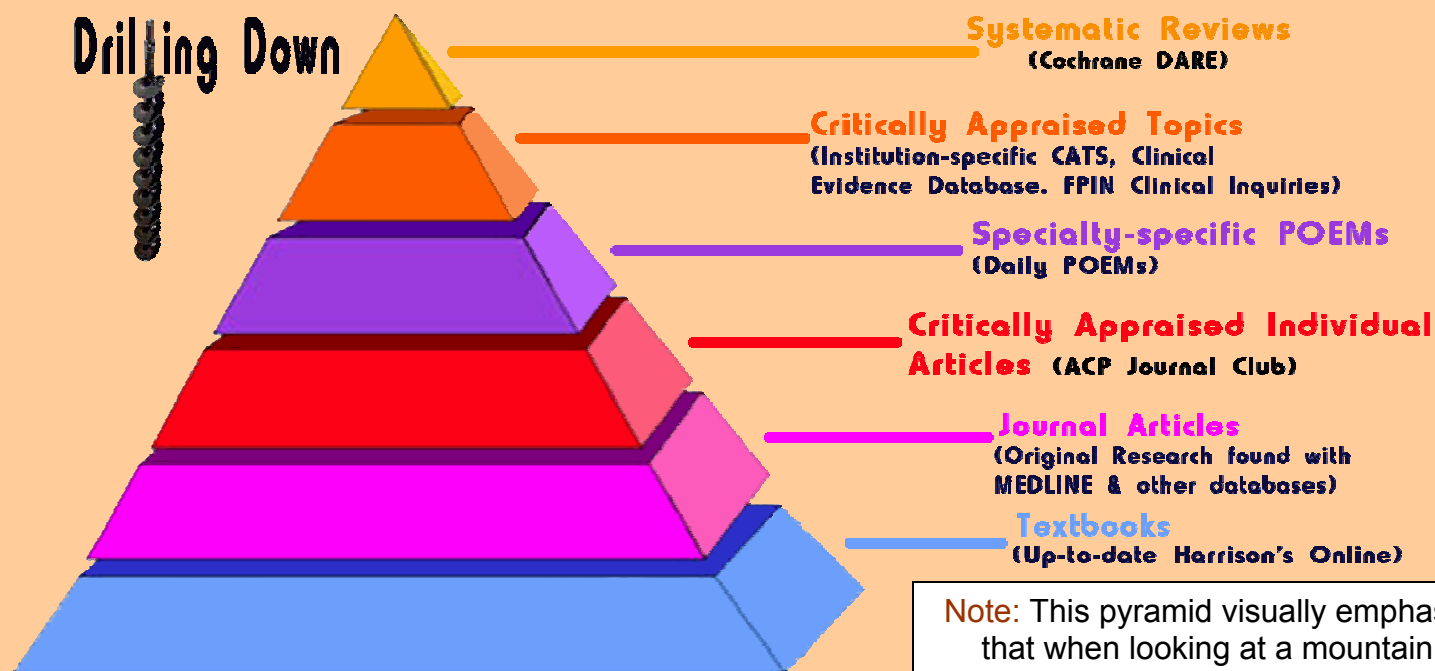 Drilling Down
Systematic Reviews
(Cochrane DARE)
Critically Appraised Topics
(Institution-specific CATS, Clinical
Evidence Database. FPIN Clinical Inquiries)
Specialty-specific POEMs
(Daily POEMs)
Critically Appraised Individual
Articles (ACP Journal Club)
Journal Articles
(Original Research found with
MEDLINE & other databases)
Textbooks
(Up-to-date Harrison's Online)
Note: This pyramid visually
that when looking at a mountain